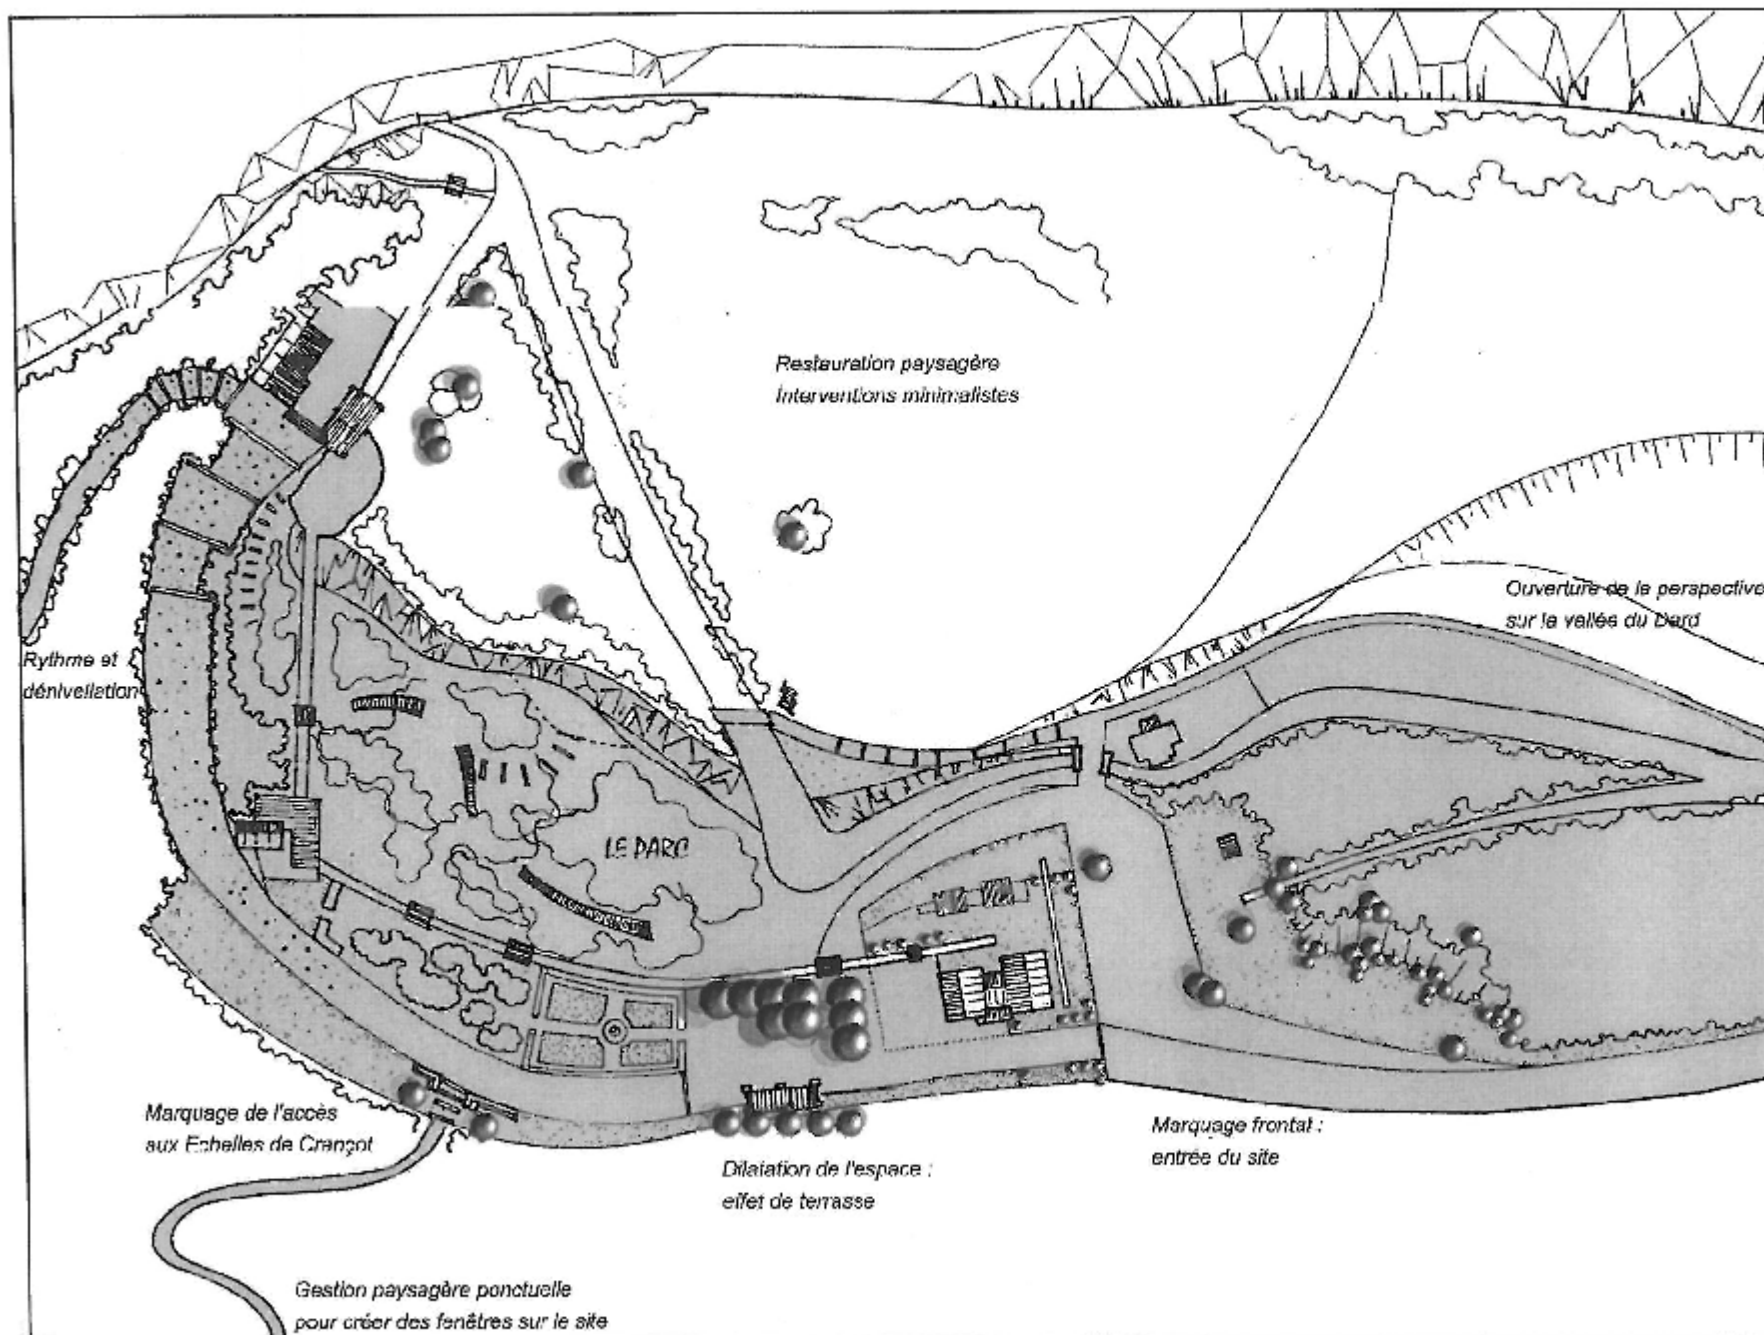 Restauration paysagère
Interventions minimalistes
Ouverture de la perspective
sur la vallée du Dard
Rythme et
dénivellation
LE PARC
Marquage de l'accès
aux Echelles de Crançot
Marquage frontal :
entrée du site
Dilatation de l'espace :
effet de terrasse
Gestion paysagère ponctuelle
pour créer des fenêtres sur le site